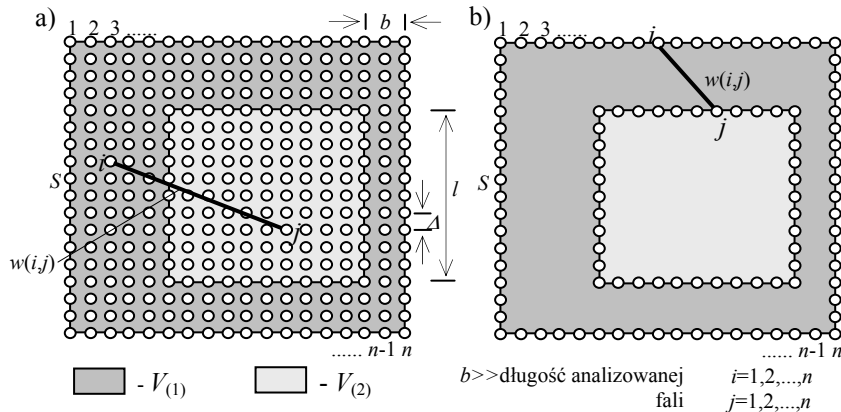 a)
1 2 3 ......
b
S
i
j
w(i,j)
l
Δ
...... n-1 n
- V(1)
- V(2)
b)
1 2 3 ......
i
w(i,j)
j
S
...... n-1 n
b>>długość analizowanej
fali
i=1,2,...,n
j=1,2,...,n